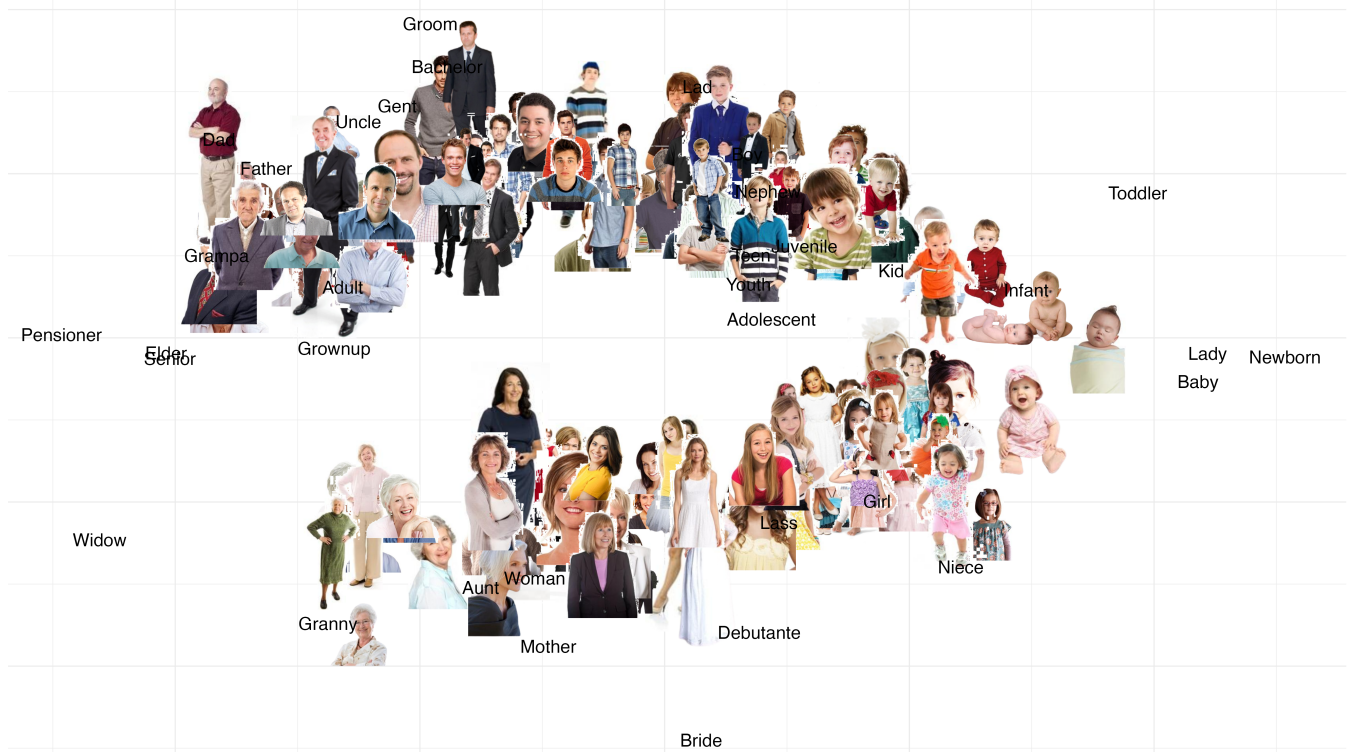 Groom
Bachelor
Lad
Gent
Uncle
Dad
Boy
Father
Nephew
Toddler
Juvenile
Teen
Grampa
Kid
Youth
Adult
Infant
Adolescent
Pensioner
Grownup
Elder
Senior
Lady
Newborn
Baby
Girl
Lass
Widow
Niece
Woman
Aunt
Granny
Debutante
Mother
Bride